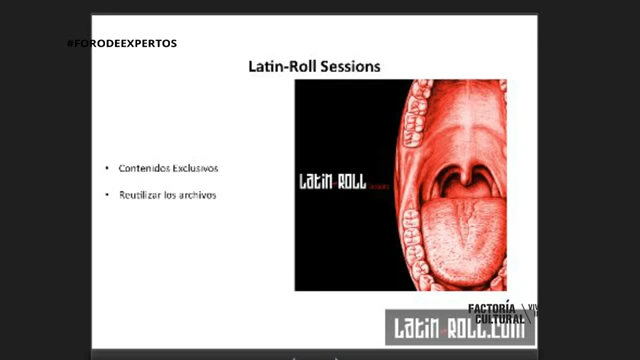 #FORODEEXPERTOS
Latin-Roll Sessions
• Contenidos Exclusivos
• Reutilizar los archivos
LATIN ROLL
FACTORÍA
CULTURAL
LATIN-ROLL.COM